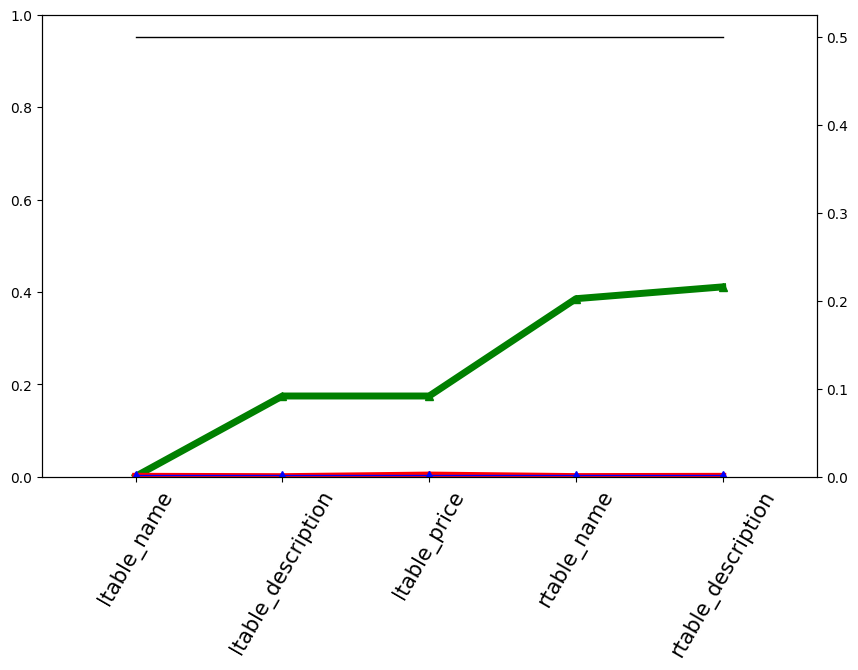 1.0
0.8
0.6
0.4
0.2
0.0
0.5
0.4
0.3
0.2
0.1
0.0
ltable_name
ltable_description
ltable_price
rtable_name
rtable_description